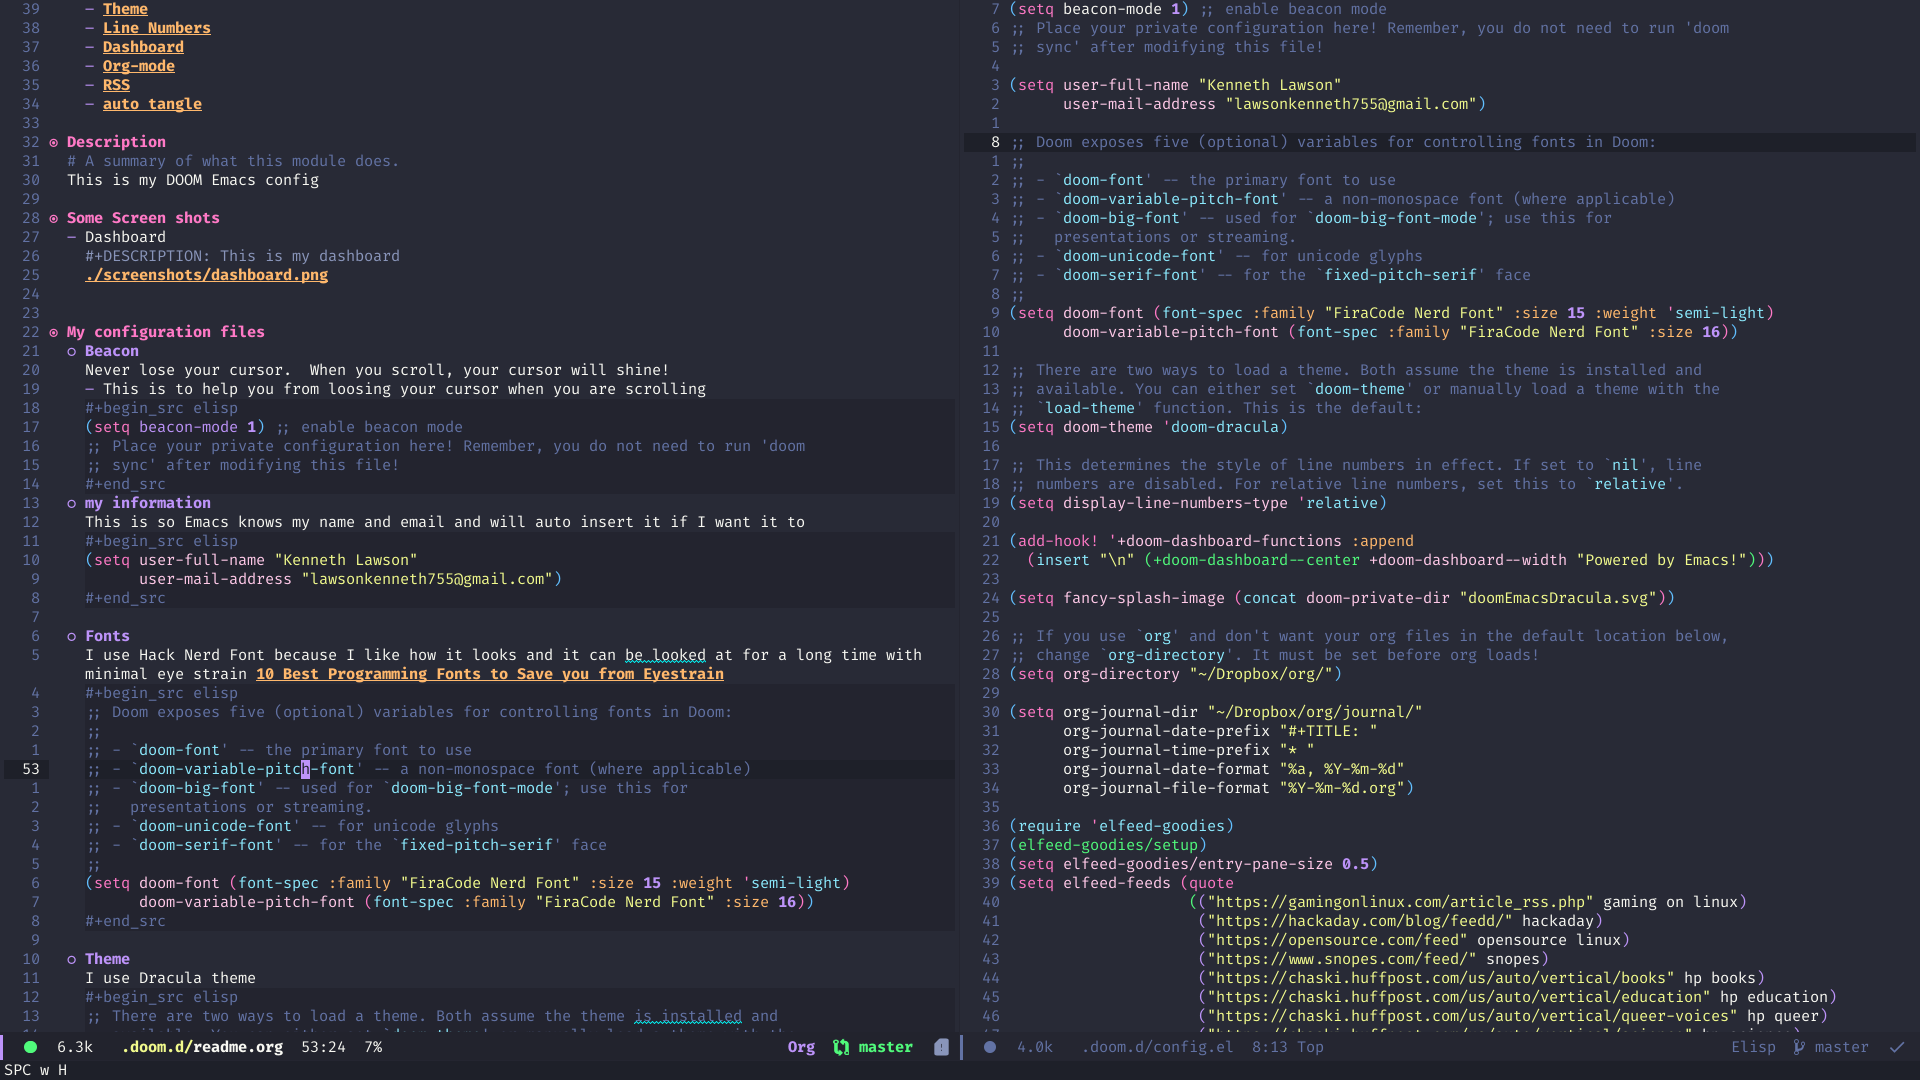 39 – Theme
38 – Line Numbers
37 – Dashboard
36 – Org-mode
35 – RSS
34 – auto tangle
33
32 ⊙ Description
31 # A summary of what this module does.
30 This is my DOOM Emacs config
29
28 ⊙ Some Screen shots
27 – Dashboard
26 #+DESCRIPTION: This is my dashboard
25 ./screenshots/dashboard.png
24
23
22 ⊙ My configuration files
21 ○ Beacon
20 Never lose your cursor.  When you scroll, your cursor will shine!
19 – This is to help you from loosing your cursor when you are scrolling
18 #+begin_src elisp
17 (setq beacon-mode 1) ;; enable beacon mode
16 ;; Place your private configuration here! Remember, you do not need to run 'doom
15 ;; sync' after modifying this file!
14 #+end_src
13 ○ my information
12 This is so Emacs knows my name and email and will auto insert it if I want it to
11 #+begin_src elisp
10 (setq user-full-name "Kenneth Lawson"
9 user-mail-address "lawsonkenneth755@gmail.com")
8 #+end_src
7
6 ○ Fonts
5 I use Hack Nerd Font because I like how it looks and it can be looked at for a long time with
minimal eye strain 10 Best Programming Fonts to Save you from Eyestrain
4 #+begin_src elisp
3 ;; Doom exposes five (optional) variables for controlling fonts in Doom:
2 ;;
1 ;; - `doom-font' -- the primary font to use
53 ;; - `doom-variable-pitch-font' -- a non-monospace font (where applicable)
1 ;; - `doom-big-font' -- used for `doom-big-font-mode'; use this for
2 ;;   presentations or streaming.
3 ;; - `doom-unicode-font' -- for unicode glyphs
4 ;; - `doom-serif-font' -- for the `fixed-pitch-serif' face
5 ;;
6 (setq doom-font (font-spec :family "FiraCode Nerd Font" :size 15 :weight 'semi-light)
7 doom-variable-pitch-font (font-spec :family "FiraCode Nerd Font" :size 16))
8 #+end_src
9
10 ○ Theme
11 I use Dracula theme
12 #+begin_src elisp
13 ;; There are two ways to load a theme. Both assume the theme is installed and
6.3k .doom.d/readme.org 53:24 7% Org master
SPC w H
7 (setq beacon-mode 1) ;; enable beacon mode
6 ;; Place your private configuration here! Remember, you do not need to run 'doom
5 ;; sync' after modifying this file!
4
3 (setq user-full-name "Kenneth Lawson"
2 user-mail-address "lawsonkenneth755@gmail.com")
1
8 ;; Doom exposes five (optional) variables for controlling fonts in Doom:
1 ;;
2 ;; - `doom-font' -- the primary font to use
3 ;; - `doom-variable-pitch-font' -- a non-monospace font (where applicable)
4 ;; - `doom-big-font' -- used for `doom-big-font-mode'; use this for
5 ;;   presentations or streaming.
6 ;; - `doom-unicode-font' -- for unicode glyphs
7 ;; - `doom-serif-font' -- for the `fixed-pitch-serif' face
8 ;;
9 (setq doom-font (font-spec :family "FiraCode Nerd Font" :size 15 :weight 'semi-light)
10 doom-variable-pitch-font (font-spec :family "FiraCode Nerd Font" :size 16))
11
12 ;; There are two ways to load a theme. Both assume the theme is installed and
13 ;; available. You can either set `doom-theme' or manually load a theme with the
14 ;; `load-theme' function. This is the default:
15 (setq doom-theme 'doom-dracula)
16
17 ;; This determines the style of line numbers in effect. If set to `nil', line
18 ;; numbers are disabled. For relative line numbers, set this to `relative'.
19 (setq display-line-numbers-type 'relative)
20
21 (add-hook! '+doom-dashboard-functions :append
22 (insert "\n" (+doom-dashboard--center +doom-dashboard--width "Powered by Emacs!")))
23
24 (setq fancy-splash-image (concat doom-private-dir "doomEmacsDracula.svg"))
25
26 ;; If you use `org' and don't want your org files in the default location below,
27 ;; change `org-directory'. It must be set before org loads!
28 (setq org-directory "~/Dropbox/org/")
29
30 (setq org-journal-dir "~/Dropbox/org/journal/"
31 org-journal-date-prefix "#+TITLE: "
32 org-journal-time-prefix "* "
33 org-journal-date-format "%a, %Y-%m-%d"
34 org-journal-file-format "%Y-%m-%d.org")
35
36 (require 'elfeed-goodies)
37 (elfeed-goodies/setup)
38 (setq elfeed-goodies/entry-pane-size 0.5)
39 (setq elfeed-feeds (quote
40 (("https://gamingonlinux.com/article_rss.php" gaming on linux)
41 ("https://hackaday.com/blog/feedd/" hackaday)
42 ("https://opensource.com/feed" opensource linux)
43 ("https://www.snopes.com/feed/" snopes)
44 ("https://chaski.huffpost.com/us/auto/vertical/books" hp books)
45 ("https://chaski.huffpost.com/us/auto/vertical/education" hp education)
46 ("https://chaski.huffpost.com/us/auto/vertical/queer-voices" hp queer)
4.0k .doom.d/config.el 8:13 Top Elisp master